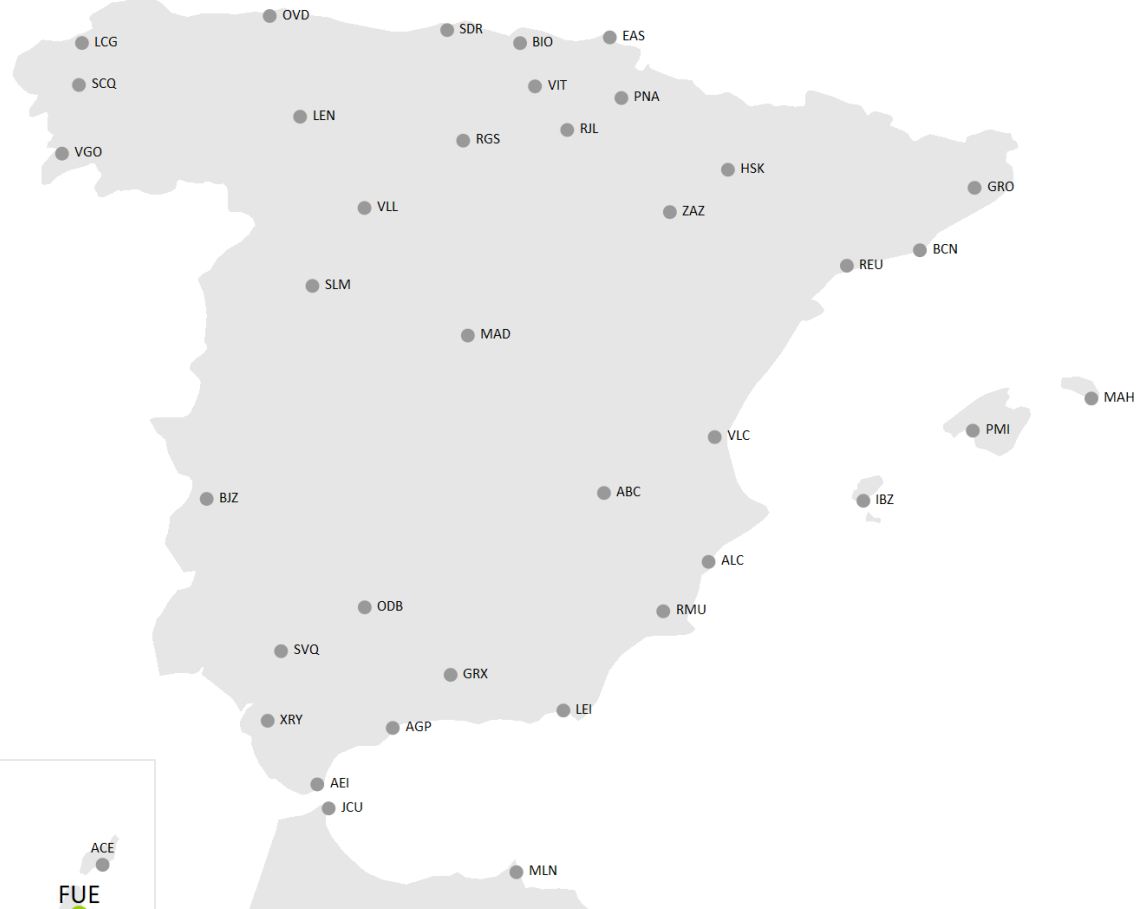 OVD
SDR
EAS
LCG
BIO
SCQ
VIT
PNA
LEN
RJL
RGS
VGO
HSK
GRO
VLL
ZAZ
BCN
REU
SLM
MAD
MAH
PMI
VLC
ABC
BJZ
IBZ
ALC
ODB
RMU
SVQ
GRX
LEI
XRY
AGP
AEI
JCU
ACE
MLN
FUE